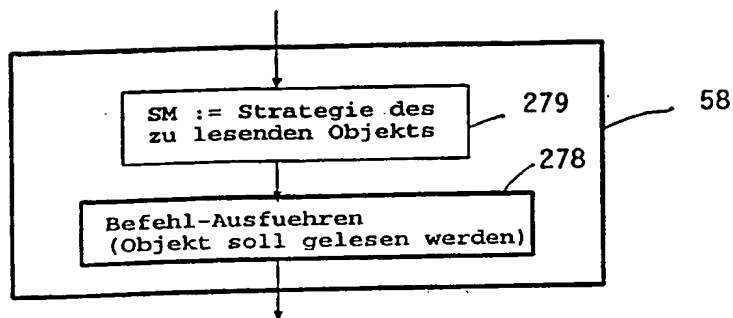 SM := Strategie des
zu lesenden Objekts
279
58
278
Befehl-Ausfuehren
(Objekt soll gelesen werden)